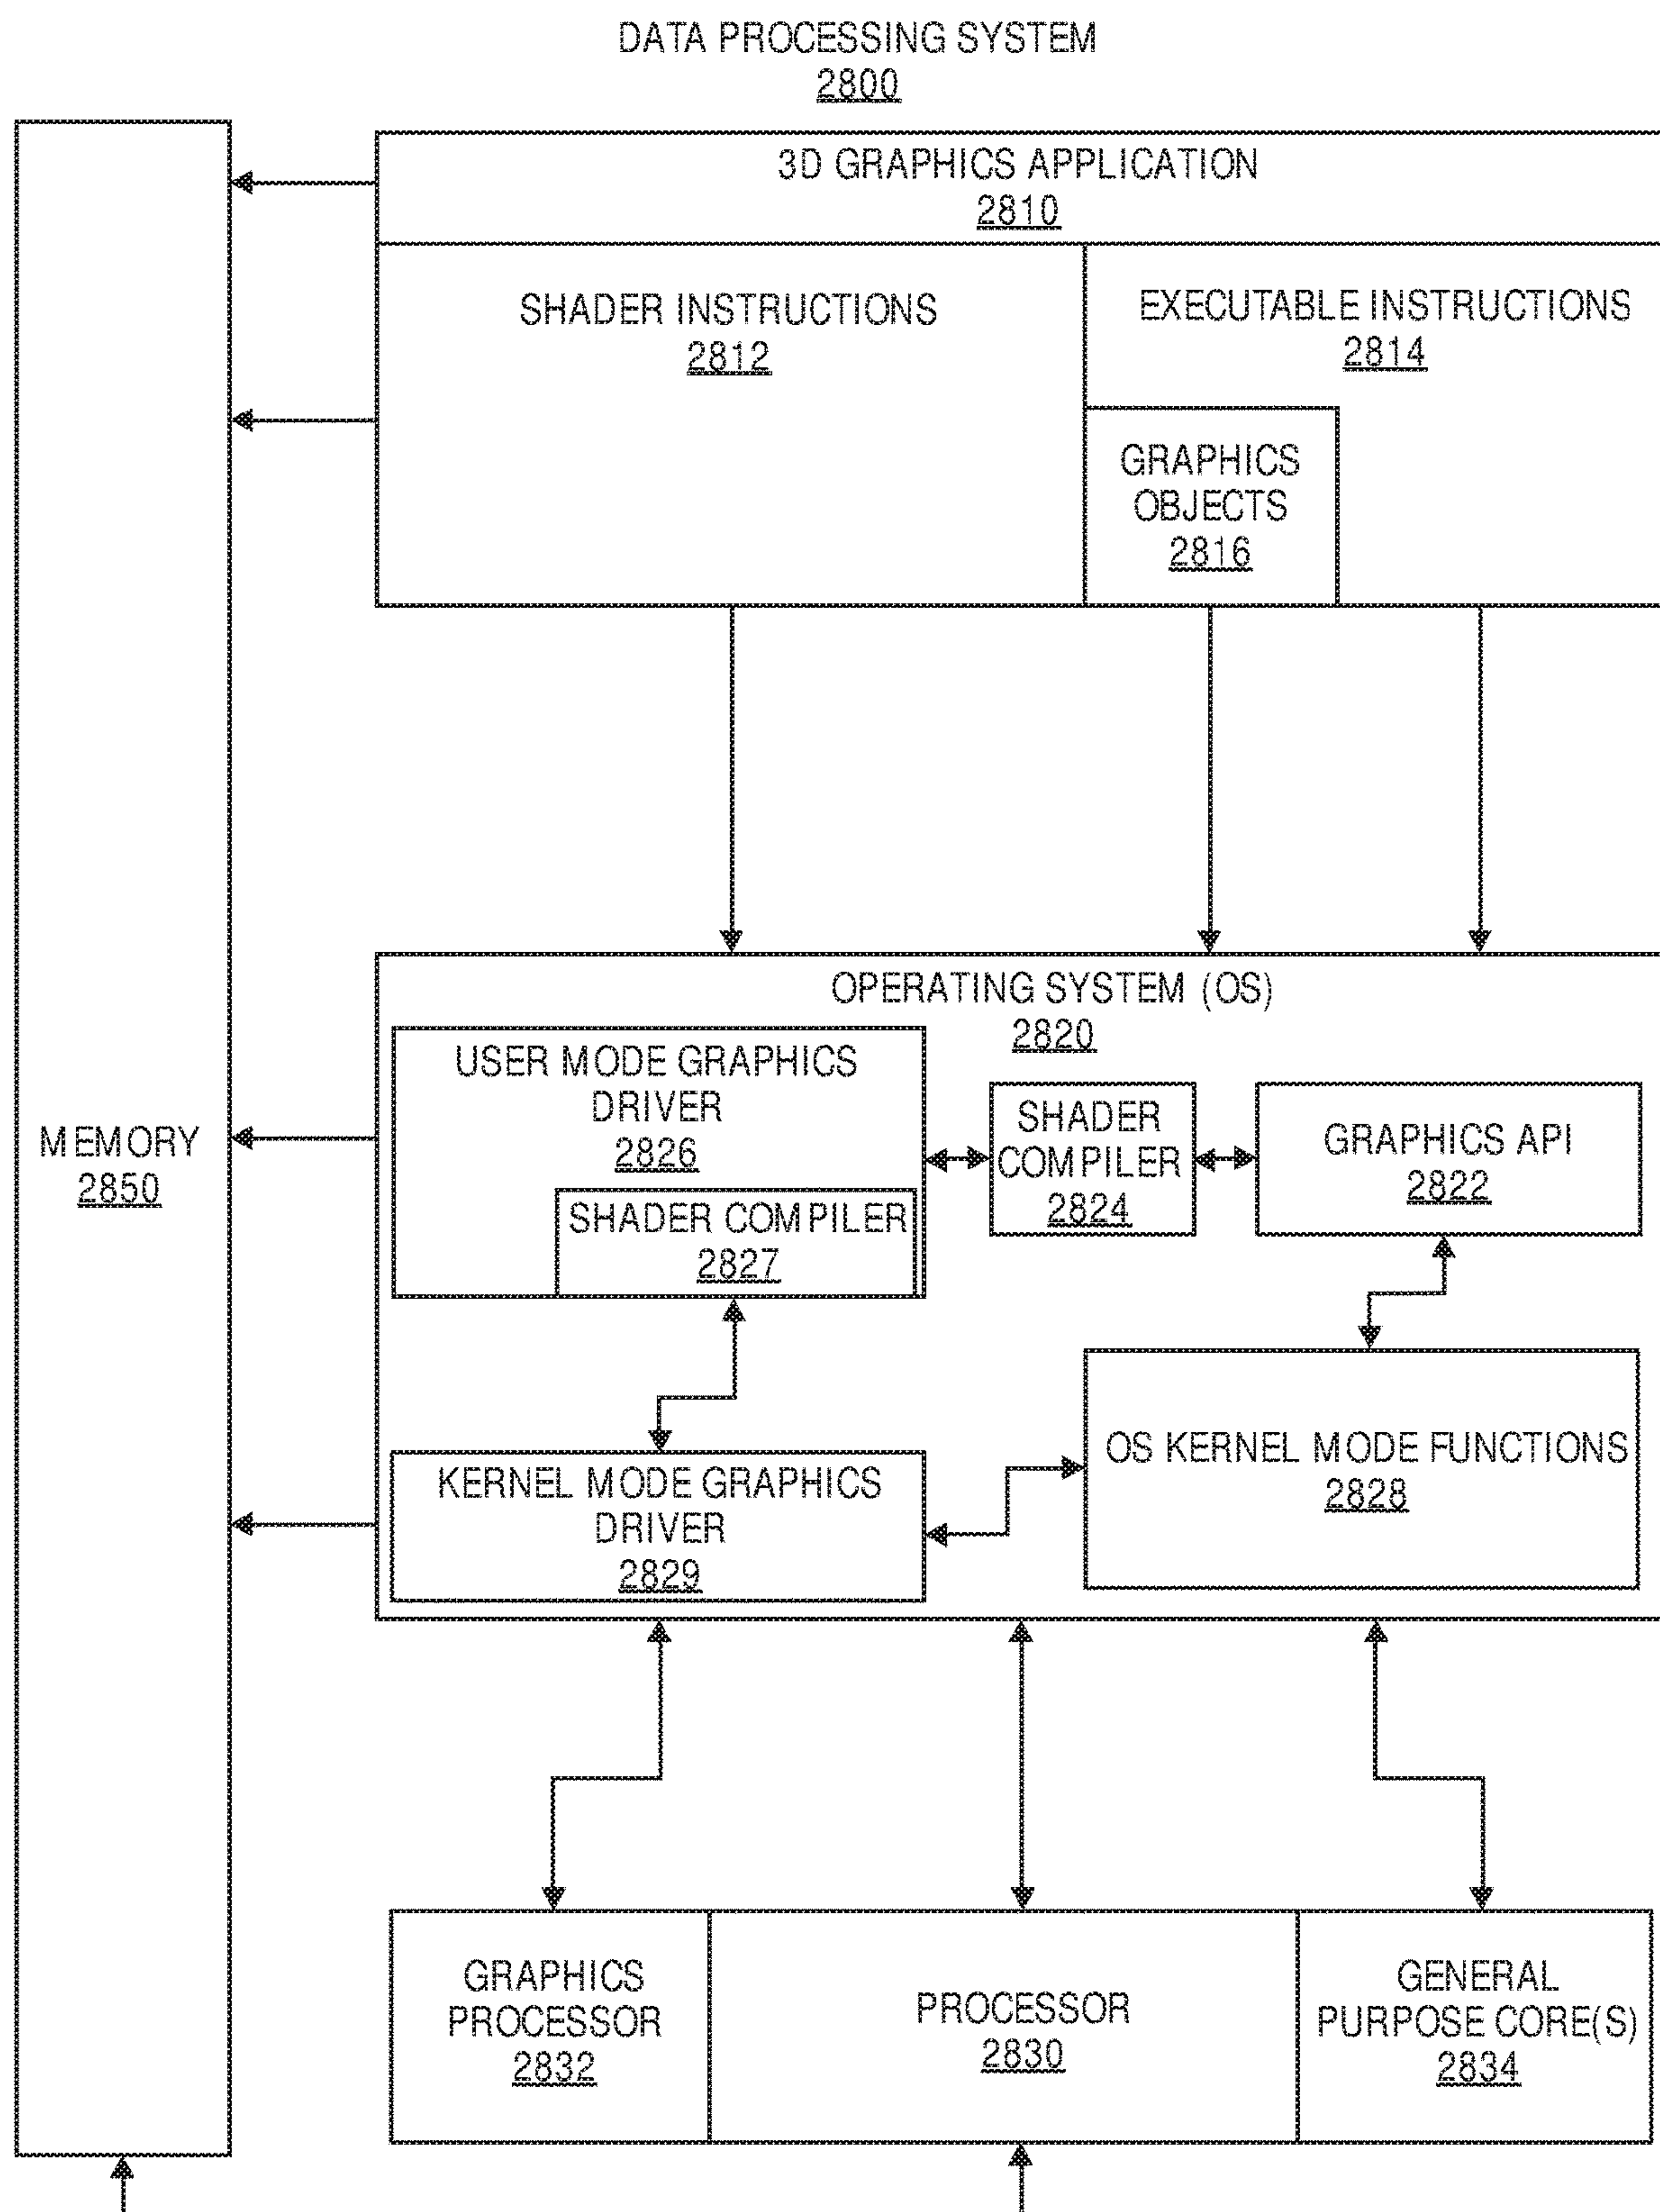 DATA PROCESSING SYSTEM
2800
3D GRAPHICS APPLICATION
2810
SHADER INSTRUCTIONS
2812
EXECUTABLE INSTRUCTIONS
2814
GRAPHICS
OBJECTS
2816
OPERATING SYSTEM (OS)
2820
USER MODE GRAPHICS
DRIVER
2826
SHADER COMPILER
2827
SHADER
COMPILER
2824
GRAPHICS API
2822
MEMORY
2850
OS KERNEL MODE FUNCTIONS
2828
KERNEL MODE GRAPHICS
DRIVER
2829
GRAPHICS
PROCESSOR
2832
PROCESSOR
2830
GENERAL
PURPOSE CORE(S)
2834